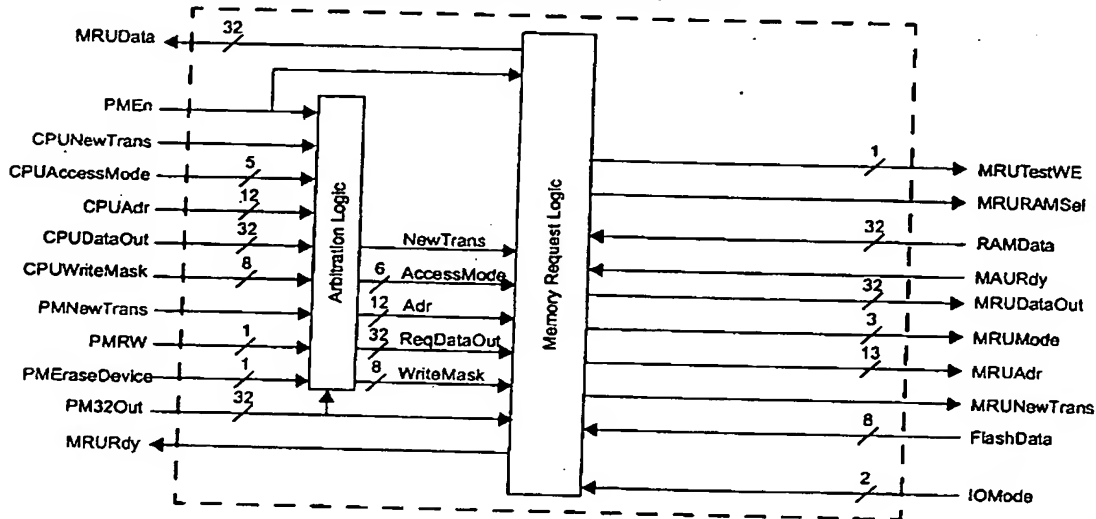 MRUData
32
PMEn
CPUNewTrans
CPUAccessMode
5
CPUAdr
12
CPUDataOut
32
CPUWriteMask
8
PMNewTrans
PMRW
1
PMEraseDevice
1
PM32Out
32
MRURdy
Arbitration Logic
NewTrans
6
AccessMode
12
Adr
32
ReqDataOut
8
WriteMask
Memory Request Logic
1
MRUTestWE
MRURAMSel
32
RAMData
MAURdy
32
MRUDataOut
3
MRUMode
13
MRUAdr
MRUNewTrans
8
FlashData
2
IOMode